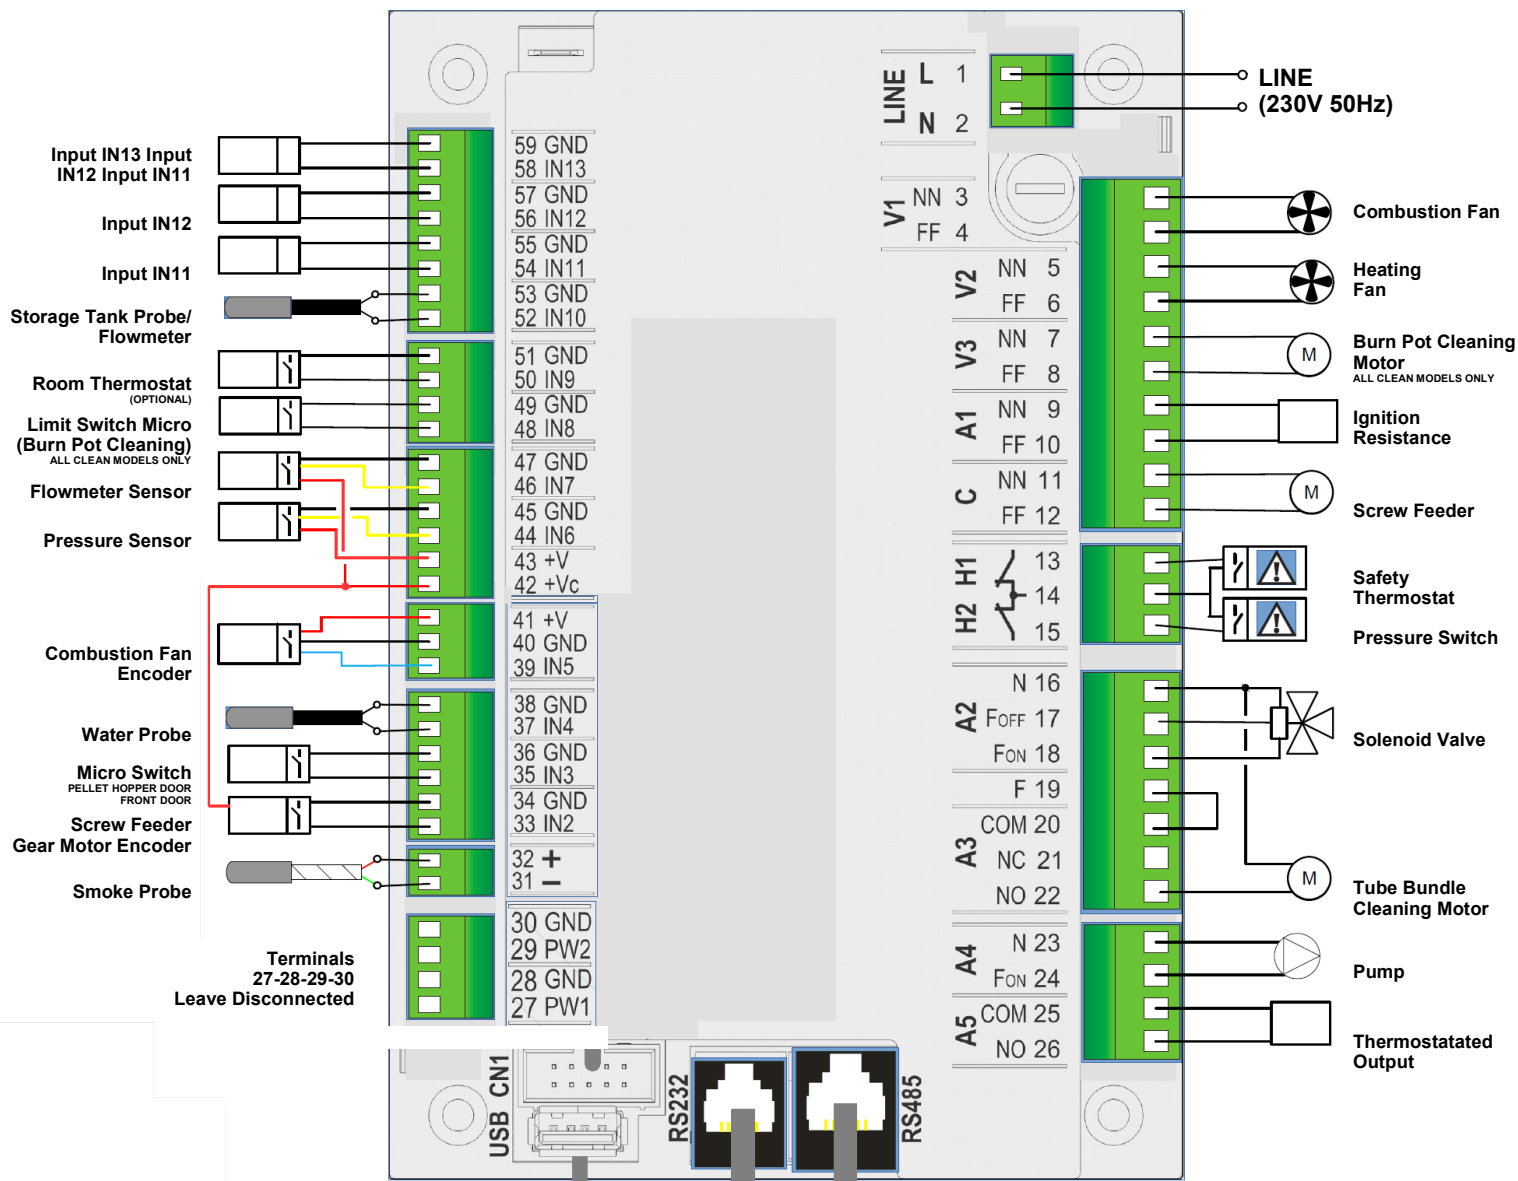 Input IN13 Input
IN12 Input IN11
Input IN12
Input IN11
Storage Tank Probe/
Flowmeter
Room Thermostat
(OPTIONAL)
Limit Switch Micro
(Burn Pot Cleaning)
ALL CLEAN MODELS ONLY
Flowmeter Sensor
Pressure Sensor
Combustion Fan
Encoder
Water Probe
Micro Switch
PELLET HOPPER DOOR
FRONT DOOR
Screw Feeder
Gear Motor Encoder
Smoke Probe
Terminals
27-28-29-30
Leave Disconnected
59 GND
58 IN13
57 GND
56 IN12
55 GND
54 IN11
53 GND
52 IN10
51 GND
50 IN9
49 GND
48 IN8
47 GND
46 IN7
45 GND
44 IN6
43 +V
42 +Vc
41 +V
40 GND
39 IN5
38 GND
37 IN4
36 GND
35 IN3
34 GND
33 IN2
32 +
31 −
30 GND
29 PW2
28 GND
27 PW1
USB CN1
RS232
RS485
LINE
L 1
N 2
V1
NN 3
FF 4
V2
NN 5
FF 6
V3
NN 7
FF 8
A1
NN 9
FF 10
C
NN 11
FF 12
H1
13
14
H2
15
A2
N 16
FOFF 17
FON 18
F 19
A3
COM 20
NC 21
NO 22
A4
N 23
FON 24
A5
COM 25
NO 26
LINE
(230V 50Hz)
Combustion Fan
Heating
Fan
M
Burn Pot Cleaning
Motor
ALL CLEAN MODELS ONLY
Ignition
Resistance
M
Screw Feeder
Safety
Thermostat
Pressure Switch
Solenoid Valve
M
Tube Bundle
Cleaning Motor
Pump
Thermostatated
Output